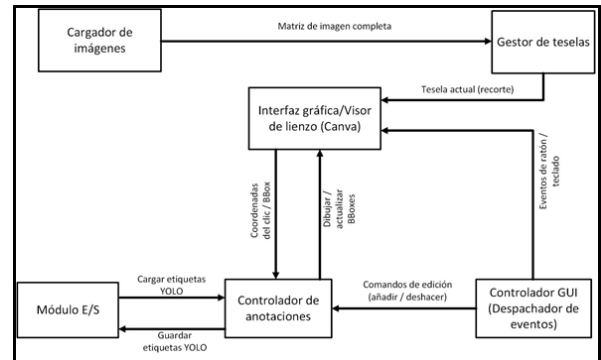 Cargador de
imágenes
Matriz de imagen completa
Gestor de teselas
Tesela actual (recorte)
Interfaz gráfica/Visor
de lienzo (Canva)
Eventos de ratón /
teclado
Coordenadas
del clic / BBox
Dibujar /
actualizar
BBoxes
Módulo E/S
Cargar etiquetas
YOLO
Guardar
etiquetas YOLO
Controlador de
anotaciones
Comandos de edición
(añadir / deshacer)
Controlador GUI
(Despachador de
eventos)